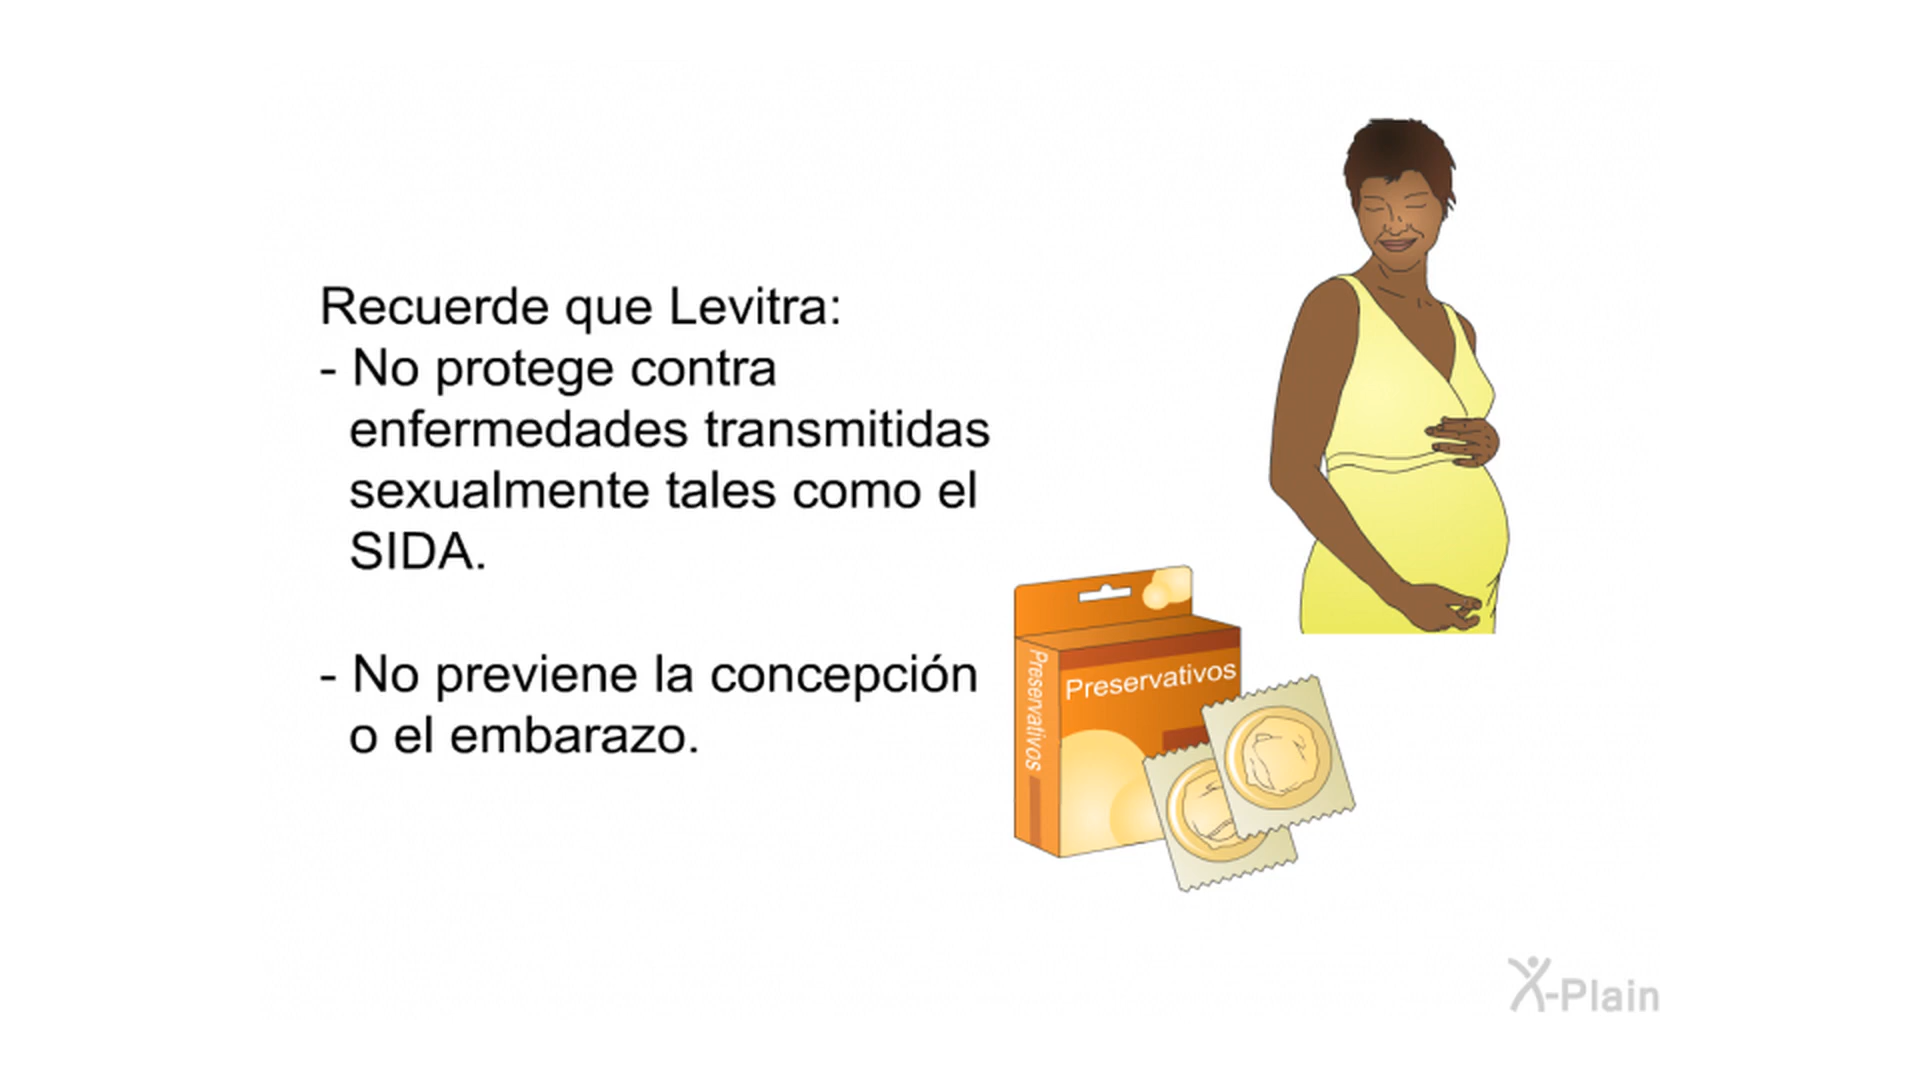 Recuerde que Levitra:
- No protege contra
enfermedades transmitidas
sexualmente tales como el
SIDA.
- No previene la concepción
o el embarazo.
Preservativos
Preservativos
X-Plain